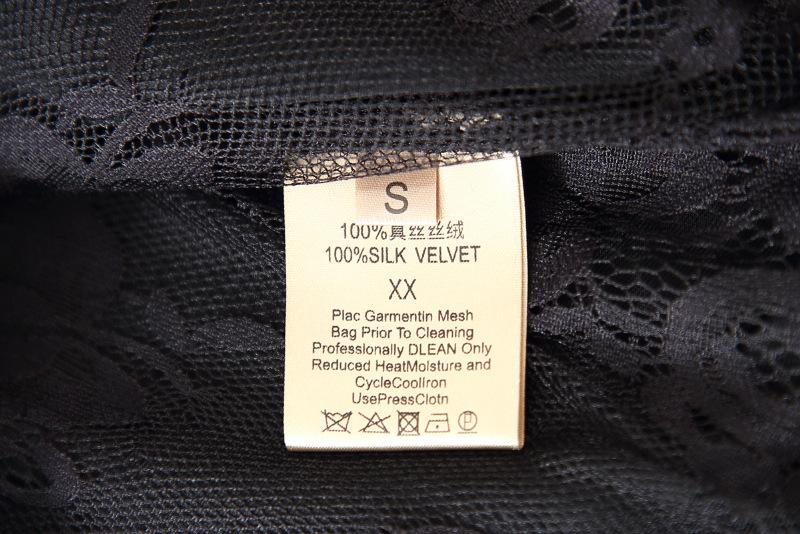 S
100%真丝丝绒
100%SILK VELVET
XX
Plac Garmentin Mesh
Bag Prior To Cleaning
Professionally DLEAN Only
Reduced HeatMolsture and
CycleCoolIron
UsePressClotn
P